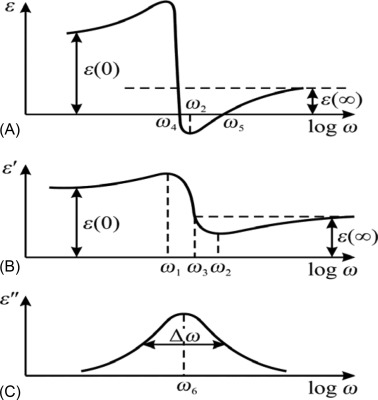 ε
ε(0)
ω₂
ε(∞)
(A)
ω₄
ω₅
log ω
ε′
ε(0)
ε(∞)
(B)
ω₁
ω₃
ω₂
log ω
ε″
Δω
(C)
ω₆
log ω